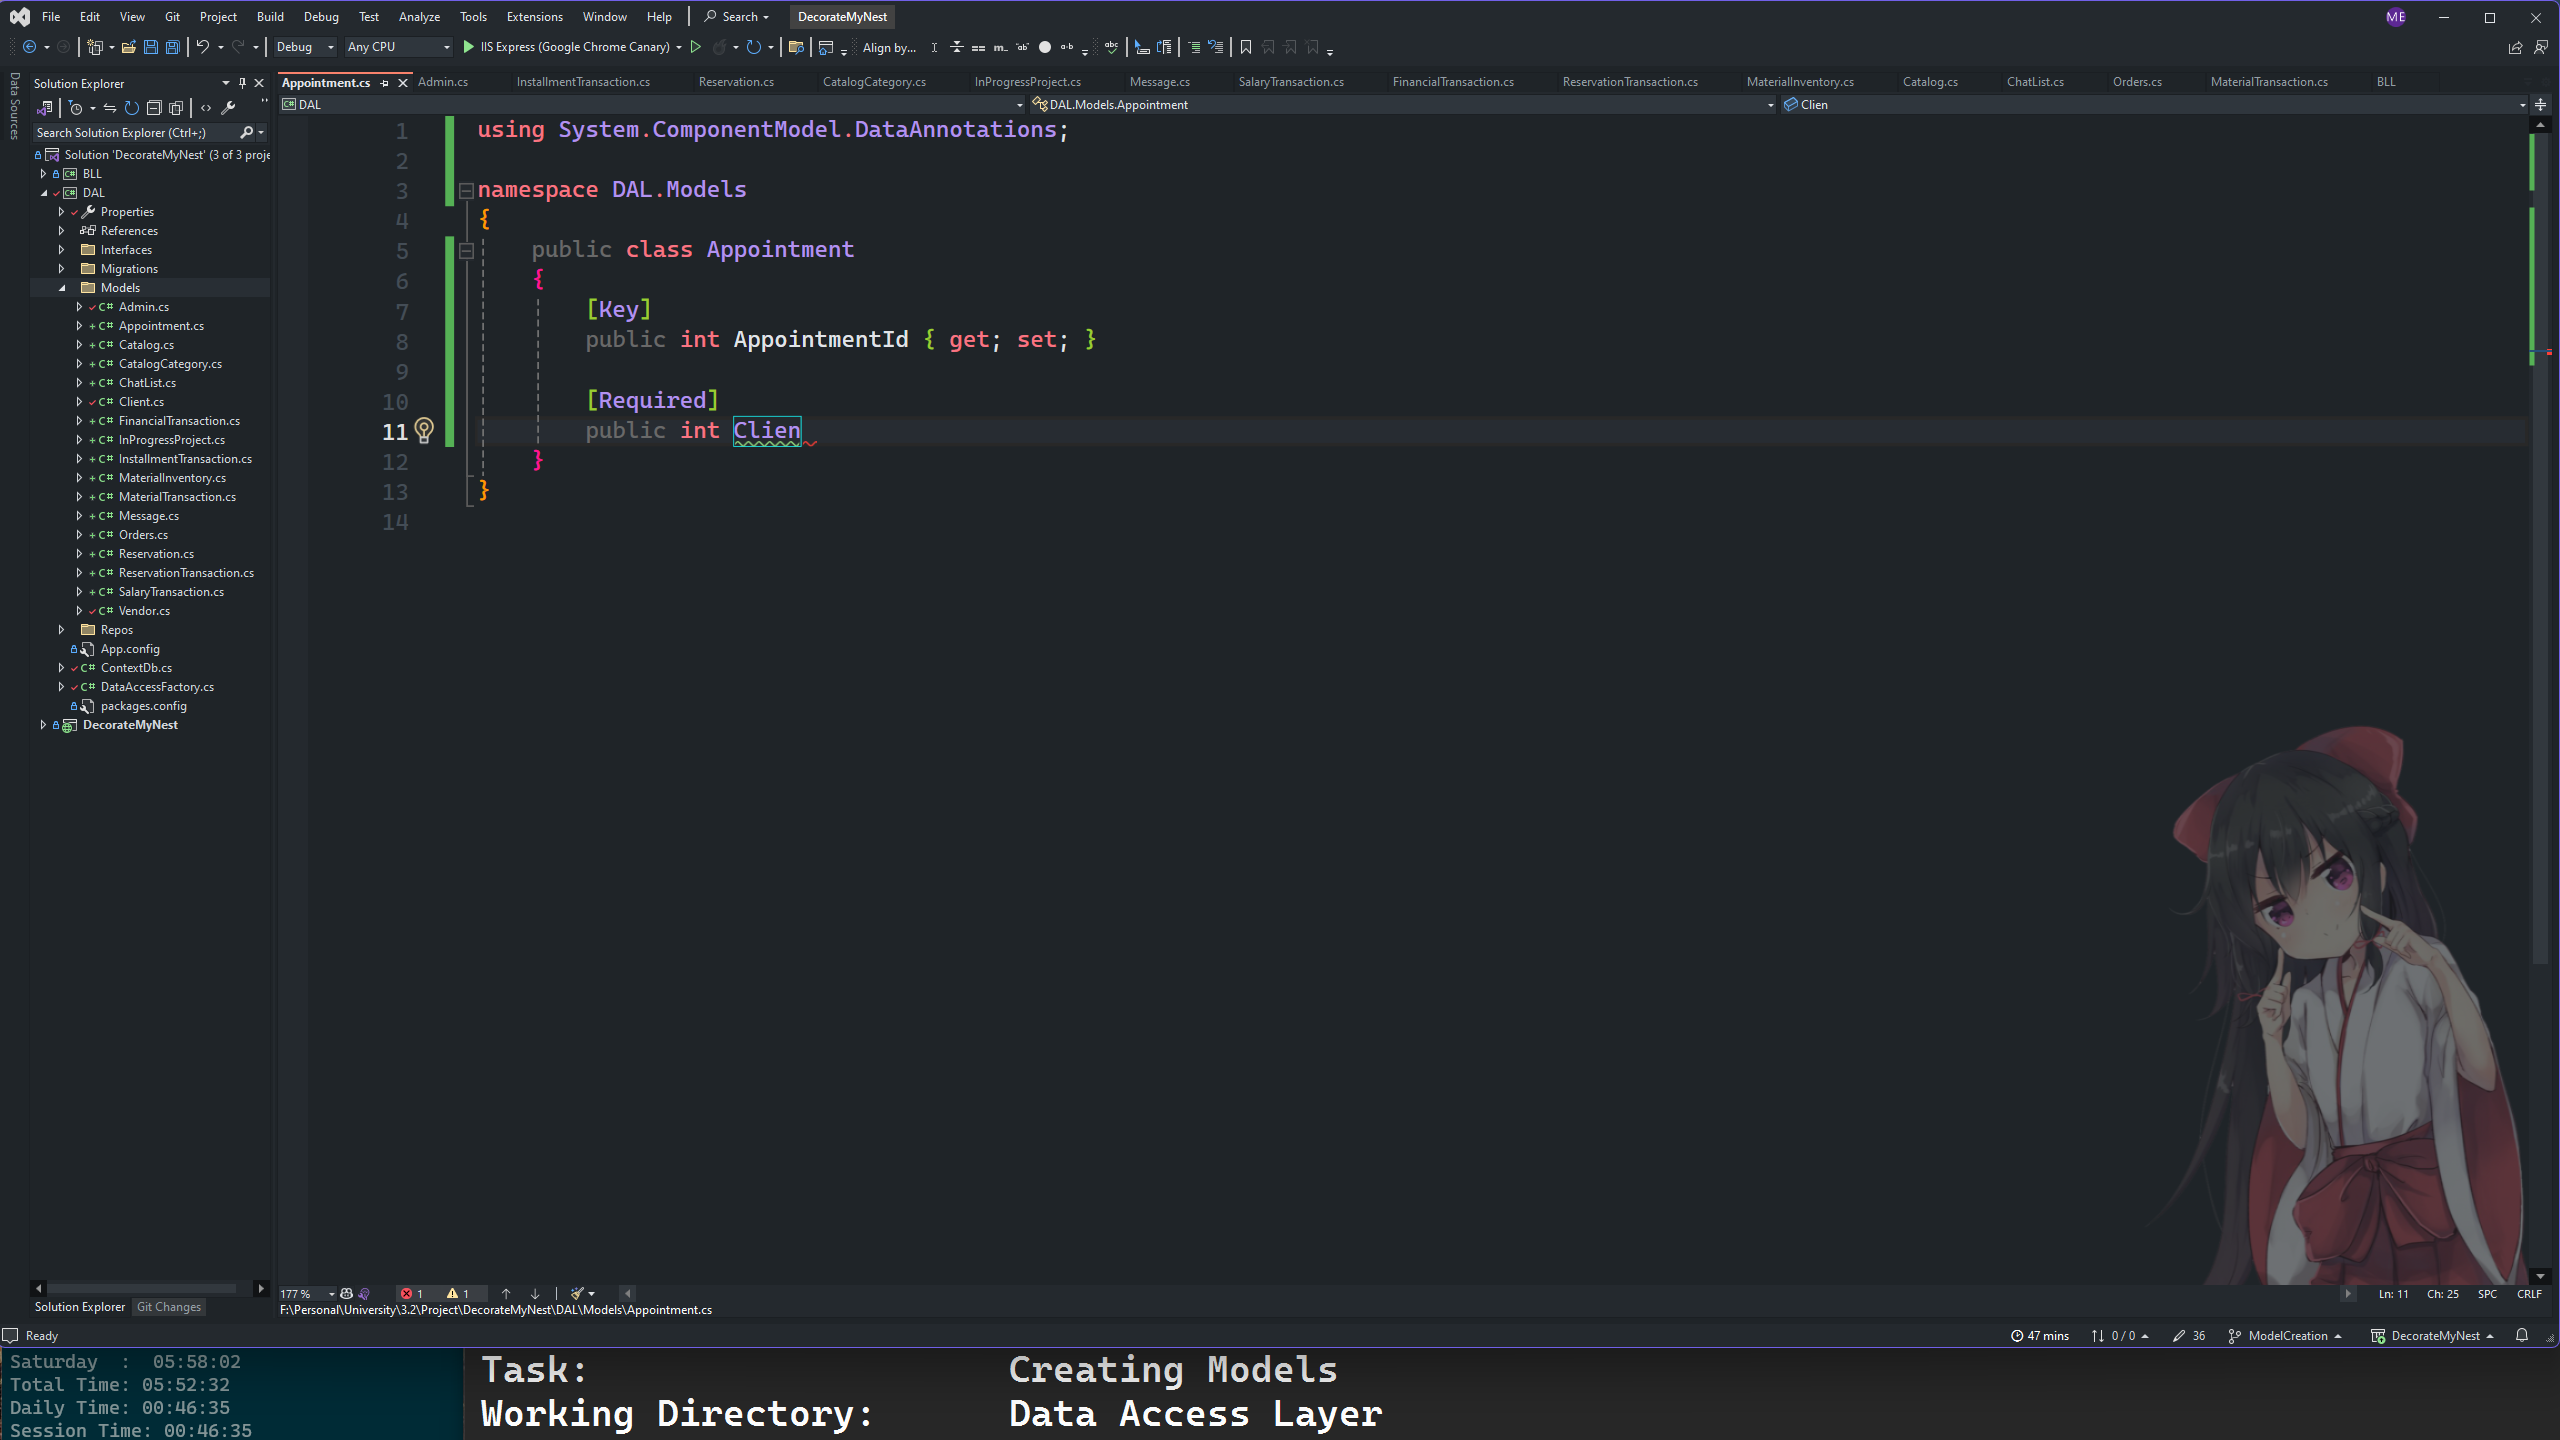 File Edit View Git Project Build Debug Test Analyze Tools Extensions Window Help Search DecorateMyNest ME
Debug Any CPU IIS Express (Google Chrome Canary) Align by...
Data Sources
Solution Explorer
Search Solution Explorer (Ctrl+;)
Solution 'DecorateMyNest' (3 of 3 proje
BLL
DAL
Properties
References
Interfaces
Migrations
Models
C# Admin.cs
C# Appointment.cs
C# Catalog.cs
C# CatalogCategory.cs
C# ChatList.cs
C# Client.cs
C# FinancialTransaction.cs
C# InProgressProject.cs
C# InstallmentTransaction.cs
C# MaterialInventory.cs
C# MaterialTransaction.cs
C# Message.cs
C# Orders.cs
C# Reservation.cs
C# ReservationTransaction.cs
C# SalaryTransaction.cs
C# Vendor.cs
Repos
App.config
C# ContextDb.cs
C# DataAccessFactory.cs
packages.config
DecorateMyNest
Solution Explorer Git Changes
Appointment.cs Admin.cs InstallmentTransaction.cs Reservation.cs CatalogCategory.cs InProgressProject.cs Message.cs SalaryTransaction.cs FinancialTransaction.cs ReservationTransaction.cs MaterialInventory.cs Catalog.cs ChatList.cs Orders.cs MaterialTransaction.cs BLL
DAL DAL.Models.Appointment Clien
1 using System.ComponentModel.DataAnnotations;
2
3 namespace DAL.Models
4 {
5 public class Appointment
6 {
7 [Key]
8 public int AppointmentId { get; set; }
9
10 [Required]
11 public int Clien
12 }
13 }
14
177 % 1 1 Ln: 11 Ch: 25 SPC CRLF
F:\Personal\University\3.2\Project\DecorateMyNest\DAL\Models\Appointment.cs
Ready 47 mins 0 / 0 36 ModelCreation DecorateMyNest
Saturday : 05:58:02
Total Time: 05:52:32
Daily Time: 00:46:35
Session Time: 00:46:35
Task: Creating Models
Working Directory: Data Access Layer